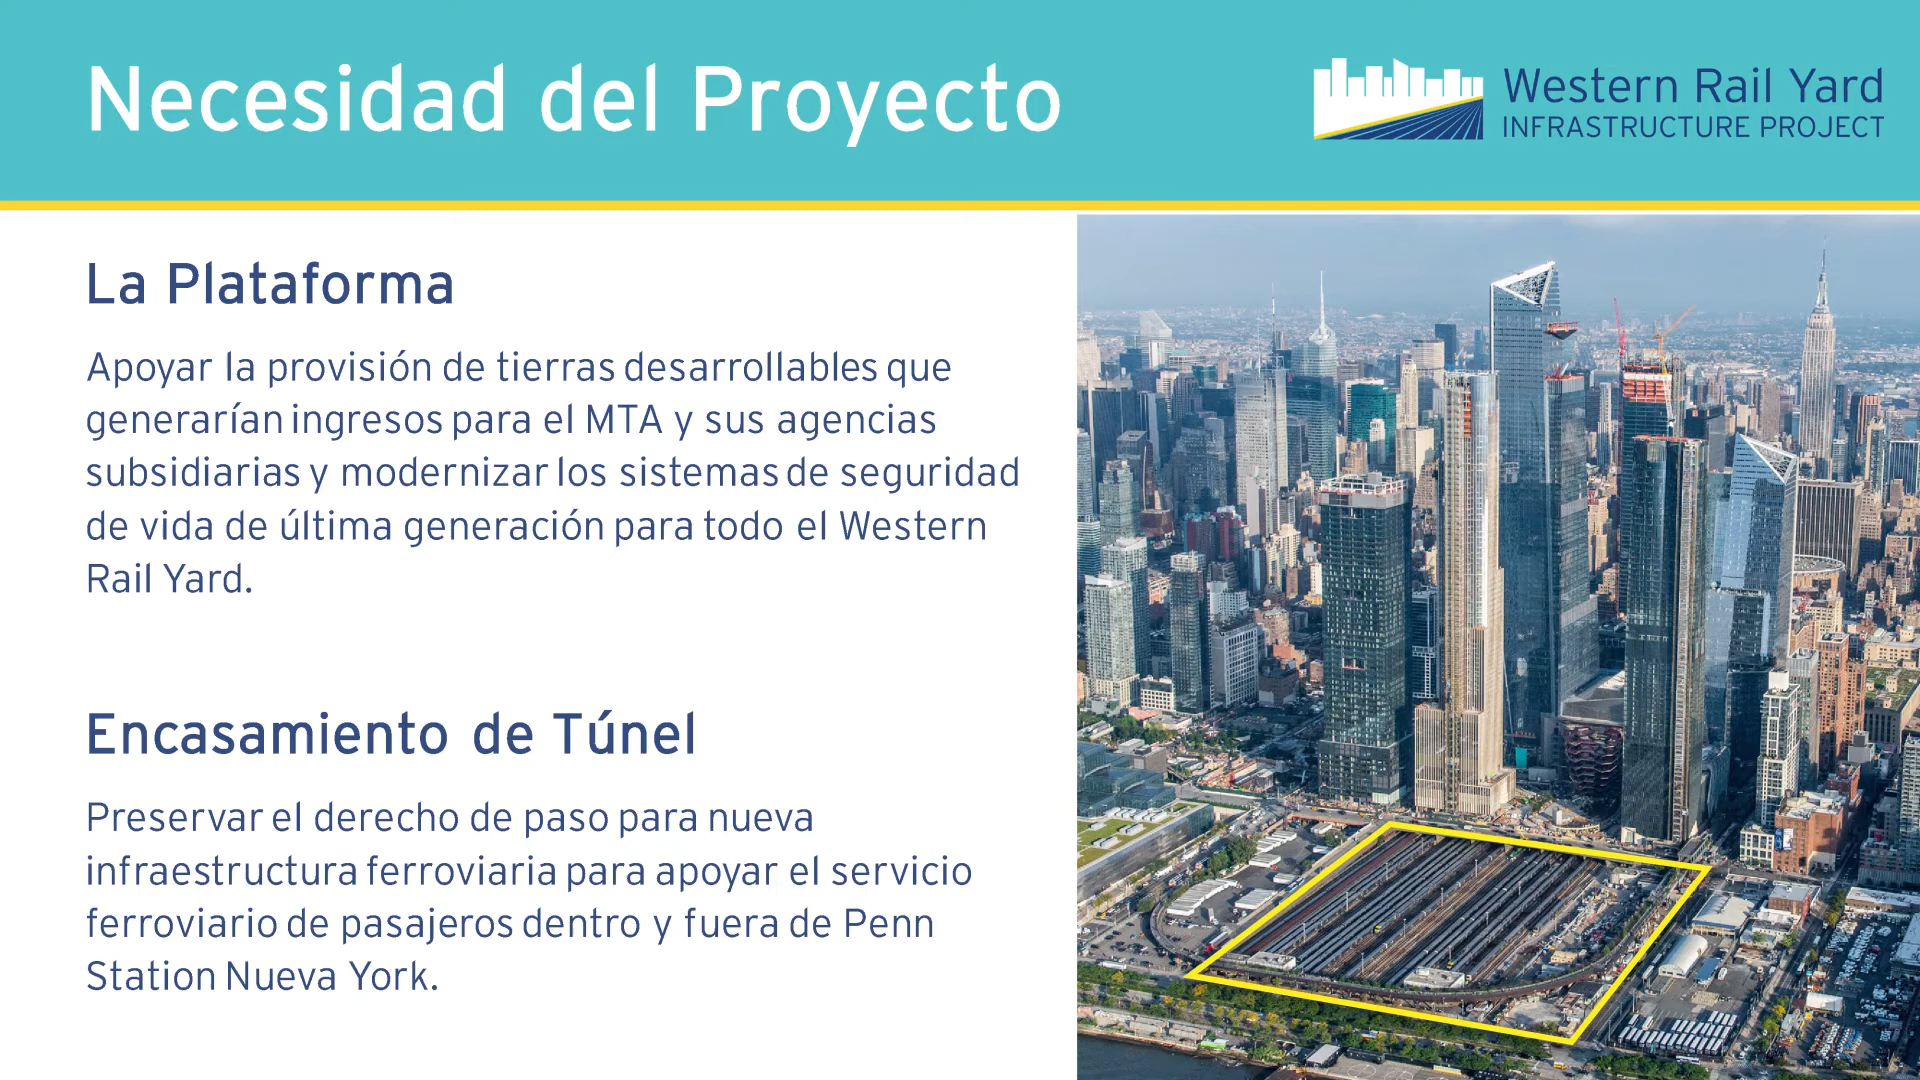 Necesidad del Proyecto
Western Rail Yard
INFRASTRUCTURE PROJECT
La Plataforma
Apoyar la provisión de tierras desarrollables que
generarían ingresos para el MTA y sus agencias
subsidiarias y modernizar los sistemas de seguridad
de vida de última generación para todo el Western
Rail Yard.
Encasamiento de Túnel
Preservar el derecho de paso para nueva
infraestructura ferroviaria para apoyar el servicio
ferroviario de pasajeros dentro y fuera de Penn
Station Nueva York.